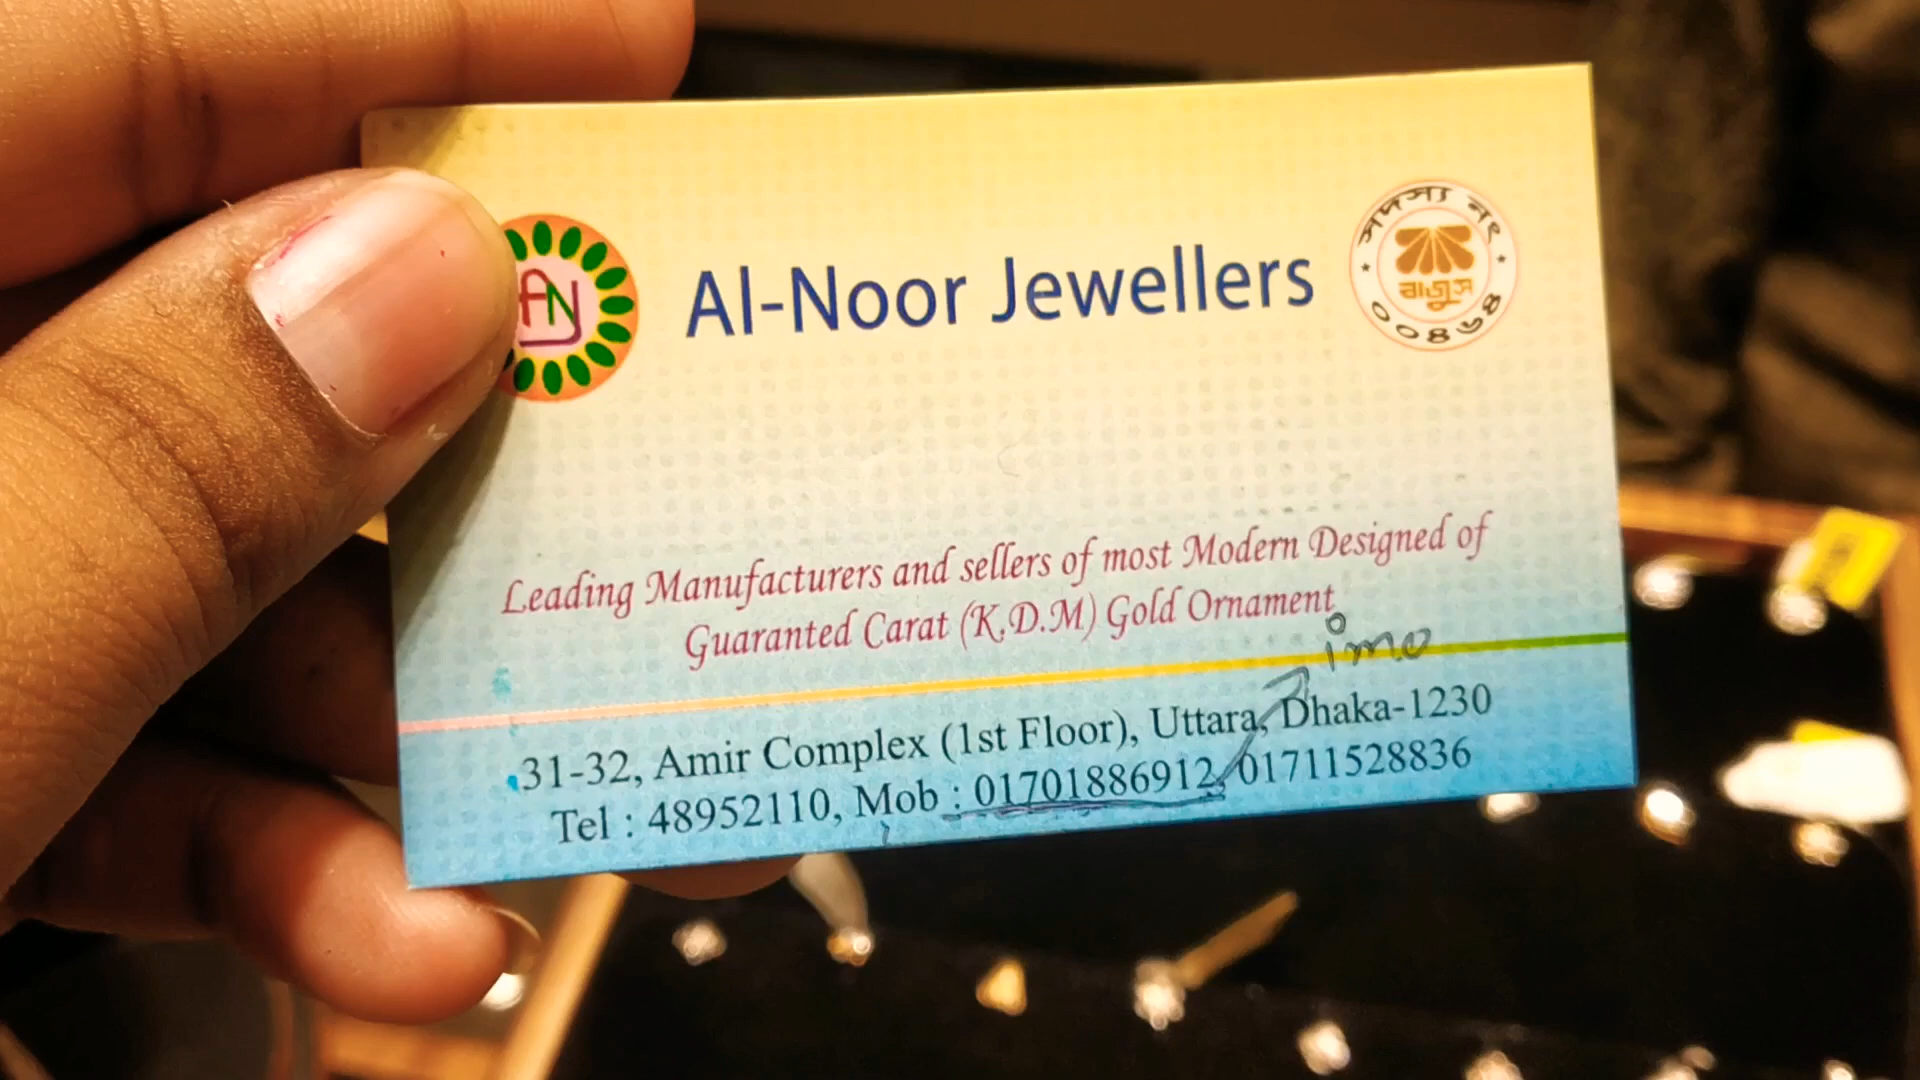 AN
Al-Noor Jewellers
সদস্য নং
বাজুস
০০৪৬৪
Leading Manufacturers and sellers of most Modern Designed of
Guaranted Carat (K.D.M) Gold Ornament
imo
31-32, Amir Complex (1st Floor), Uttara, Dhaka-1230
Tel : 48952110, Mob : 01701886912, 01711528836